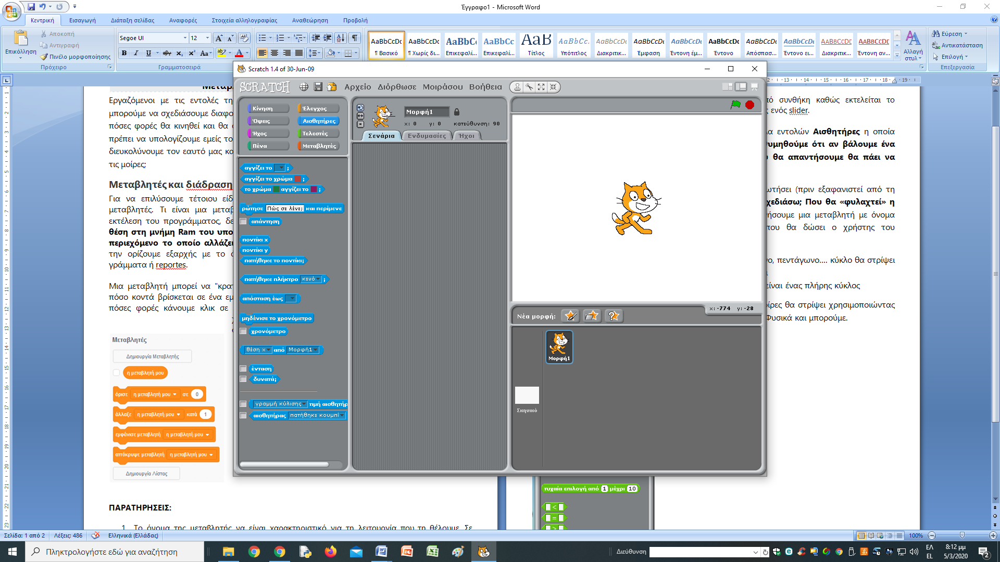 Έγγραφο1 - Microsoft Word
Κεντρική Εισαγωγή Διάταξη σελίδας Αναφορές Στοιχεία αλληλογραφίας Αναθεώρηση Προβολή
Επικόλληση
Αποκοπή
Αντιγραφή
Πινέλο μορφοποίησης
Πρόχειρο
Segoe UI 12
Γραμματοσειρά
¶ Βασικό ¶ Χωρίς δι... Επικεφαλί... Επικεφαλί... Τίτλος Υπότιτλος Διακριτικ... Έμφαση Έντονη έμ... Έντονο Απόσπασ... Έντονο ει... Διακριτικ... Έντονη αν...
Αλλαγή στυλ
Εύρεση
Αντικατάσταση
Επιλογή
Επεξεργασία
Εργαζόμενοι με τις εντολές τη
μπορούμε να σχεδιάσουμε διαφο
πόσες φορές θα κινηθεί και θα
πρέπει να υπολογίζουμε εμείς το
διευκολύνουμε τον εαυτό μας κα
τις μοίρες;
Μεταβλητές και διάδραση
Για να επιλύσουμε τέτοιου είδ
μεταβλητές. Τι είναι μια μεταβ
εκτέλεση του προγράμματος, δε
θέση στη μνήμη Ram του υπο
περιεχόμενο το οποίο αλλάζει
την ορίζουμε εξαρχής με το
γράμματα ή reportes.
Μια μεταβλητή μπορεί να "κρατ
πόσο κοντά βρίσκεται σε ένα εμ
πόσες φορές κάνουμε κλικ σε
Μεταβλητές
Δημιουργία Μεταβλητής
η μεταβλητή μου
όρισε η μεταβλητή μου σε 0
άλλαξε η μεταβλητή μου κατά 1
εμφάνισε μεταβλητή η μεταβλητή μου
απόκρυψε μεταβλητή η μεταβλητή μου
Δημιουργία Λίστας
ΠΑΡΑΤΗΡΗΣΕΙΣ:
1. Το όνομα της μεταβλητής να είναι χαρακτηριστικό για τη λειτουργία που τη θέλουμε. Σε
Scratch 1.4 of 30-Jun-09
SCRATCH Αρχείο Διόρθωσε Μοιράσου Βοήθεια
Κίνηση Έλεγχος
Όψεις Αισθητήρες
Ήχος Τελεστές
Πένα Μεταβλητές
αγγίζει το ;
αγγίζει το χρώμα ;
το χρώμα αγγίζει το ;
ρώτησε Πώς σε λένε; και περίμενε
απάντηση
ποντίκι x
ποντίκι y
πατήθηκε το ποντίκι;
πατήθηκε πλήκτρο κενό ;
απόσταση έως
μηδένισε το χρονόμετρο
χρονόμετρο
θέση x από Μορφή1
ένταση
δυνατά;
γραμμή κύλισης τιμή αισθητήρ
αισθητήρας πατήθηκε κουμπί
Μορφή1
x: 0 y: 0 κατεύθυνση: 90
Σενάρια Ενδυμασίες Ήχοι
x: -774 y: -28
Νέα μορφή:
Μορφή1
Σκηνικό
συνθήκη καθώς εκτελείται το
ενός slider.
εντολών Αισθητήρες η οποία
υμηθούμε ότι αν βάλουμε ένα
θα απαντήσουμε θα πάει να
ωτήσει (πριν εξαφανιστεί από τη
χεδιάσω; Που θα «φυλαχτεί» η
ήσουμε μια μεταβλητή με όνομα
που θα δώσει ο χρήστης του
νο, πεντάγωνο.... κύκλο θα στρίψει
είναι ένας πλήρης κύκλος
οίρες θα στρίψει χρησιμοποιώντας
Φυσικά και μπορούμε.
τυχαία επιλογή από 1 μέχρι 10
<
=
>
Σελίδα: 1 από 2 Λέξεις: 486 Ελληνικά (Ελλάδας) 100%
Πληκτρολογήστε εδώ για αναζήτηση
Διεύθυνση
ΕΛ
EL
8:12 μμ
5/3/2020
2